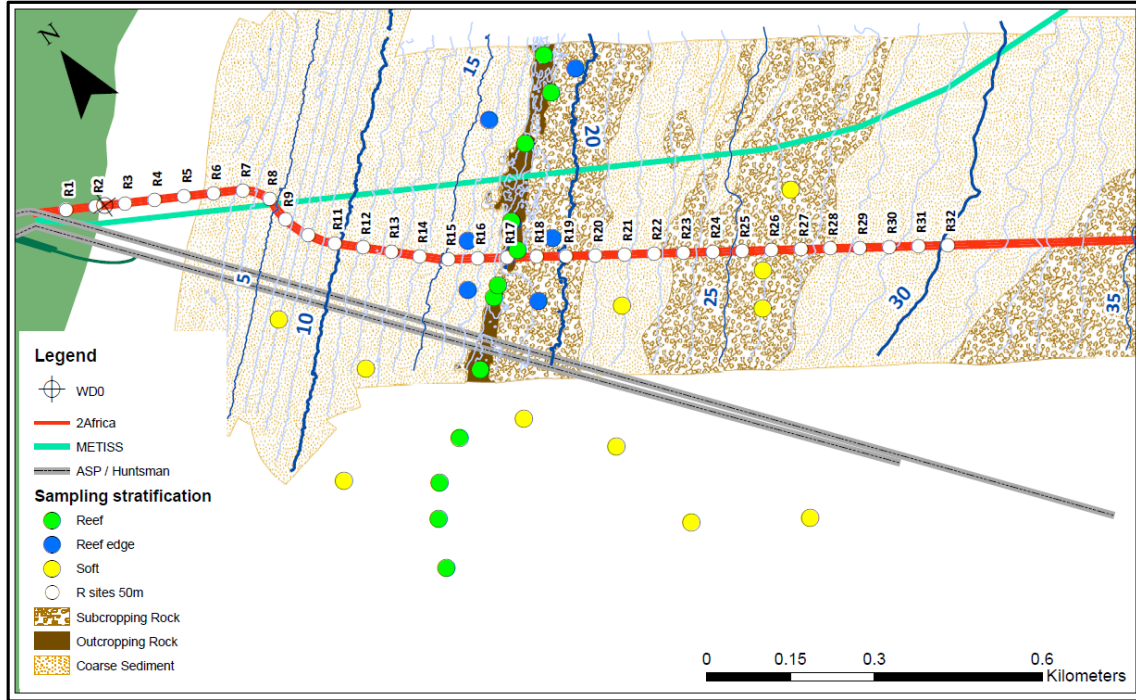 N
15
20
R1
R2
R3
R4
R5
R6
R7
R8
R9
R11
R12
R13
R14
R15
R16
R17
R18
R19
R20
R21
R22
R23
R24
R25
R26
R27
R28
R29
R30
R31
R32
5
10
25
30
35
Legend
WD0
2Africa
METISS
ASP / Huntsman
Sampling stratification
Reef
Reef edge
Soft
R sites 50m
Subcropping Rock
Outcropping Rock
Coarse Sediment
0 0.15 0.3 0.6
Kilometers